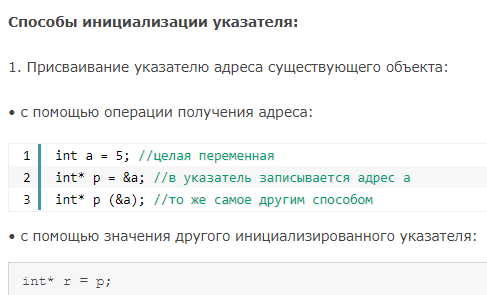 Способы инициализации указателя:
1. Присваивание указателю адреса существующего объекта:
• с помощью операции получения адреса:
1 int a = 5; //целая переменная
2 int* p = &a; //в указатель записывается адрес a
3 int* p (&a); //то же самое другим способом
• с помощью значения другого инициализированного указателя:
int* r = p;